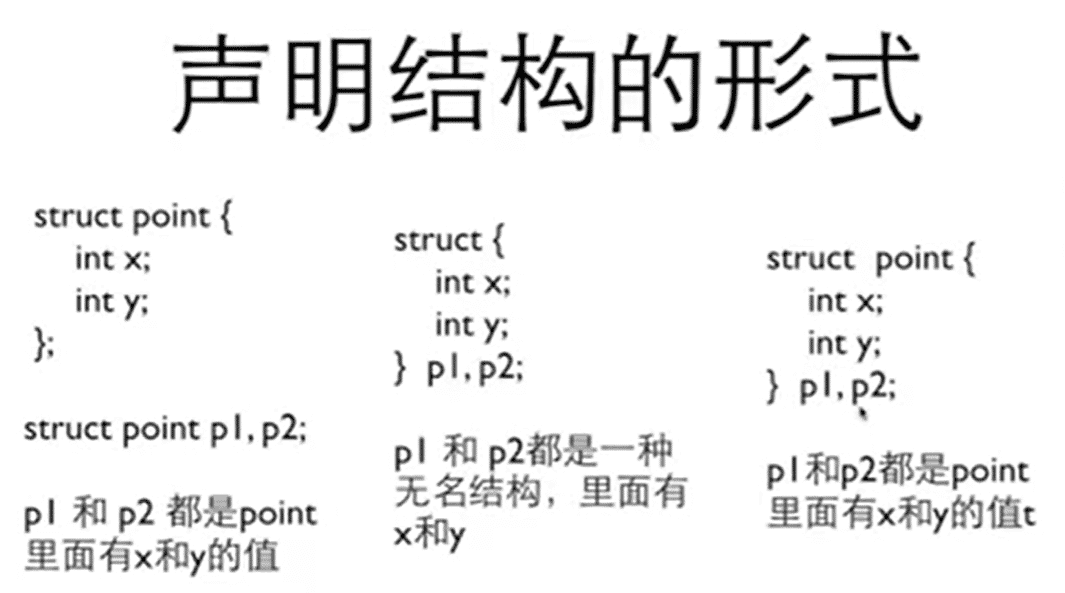 声明结构的形式
struct point {
int x;
int y;
};
struct point p1, p2;
p1 和 p2 都是point
里面有x和y的值
struct {
int x;
int y;
} p1, p2;
p1 和 p2都是一种
无名结构，里面有
x和y
struct point {
int x;
int y;
} p1, p2;
p1和p2都是point
里面有x和y的值t